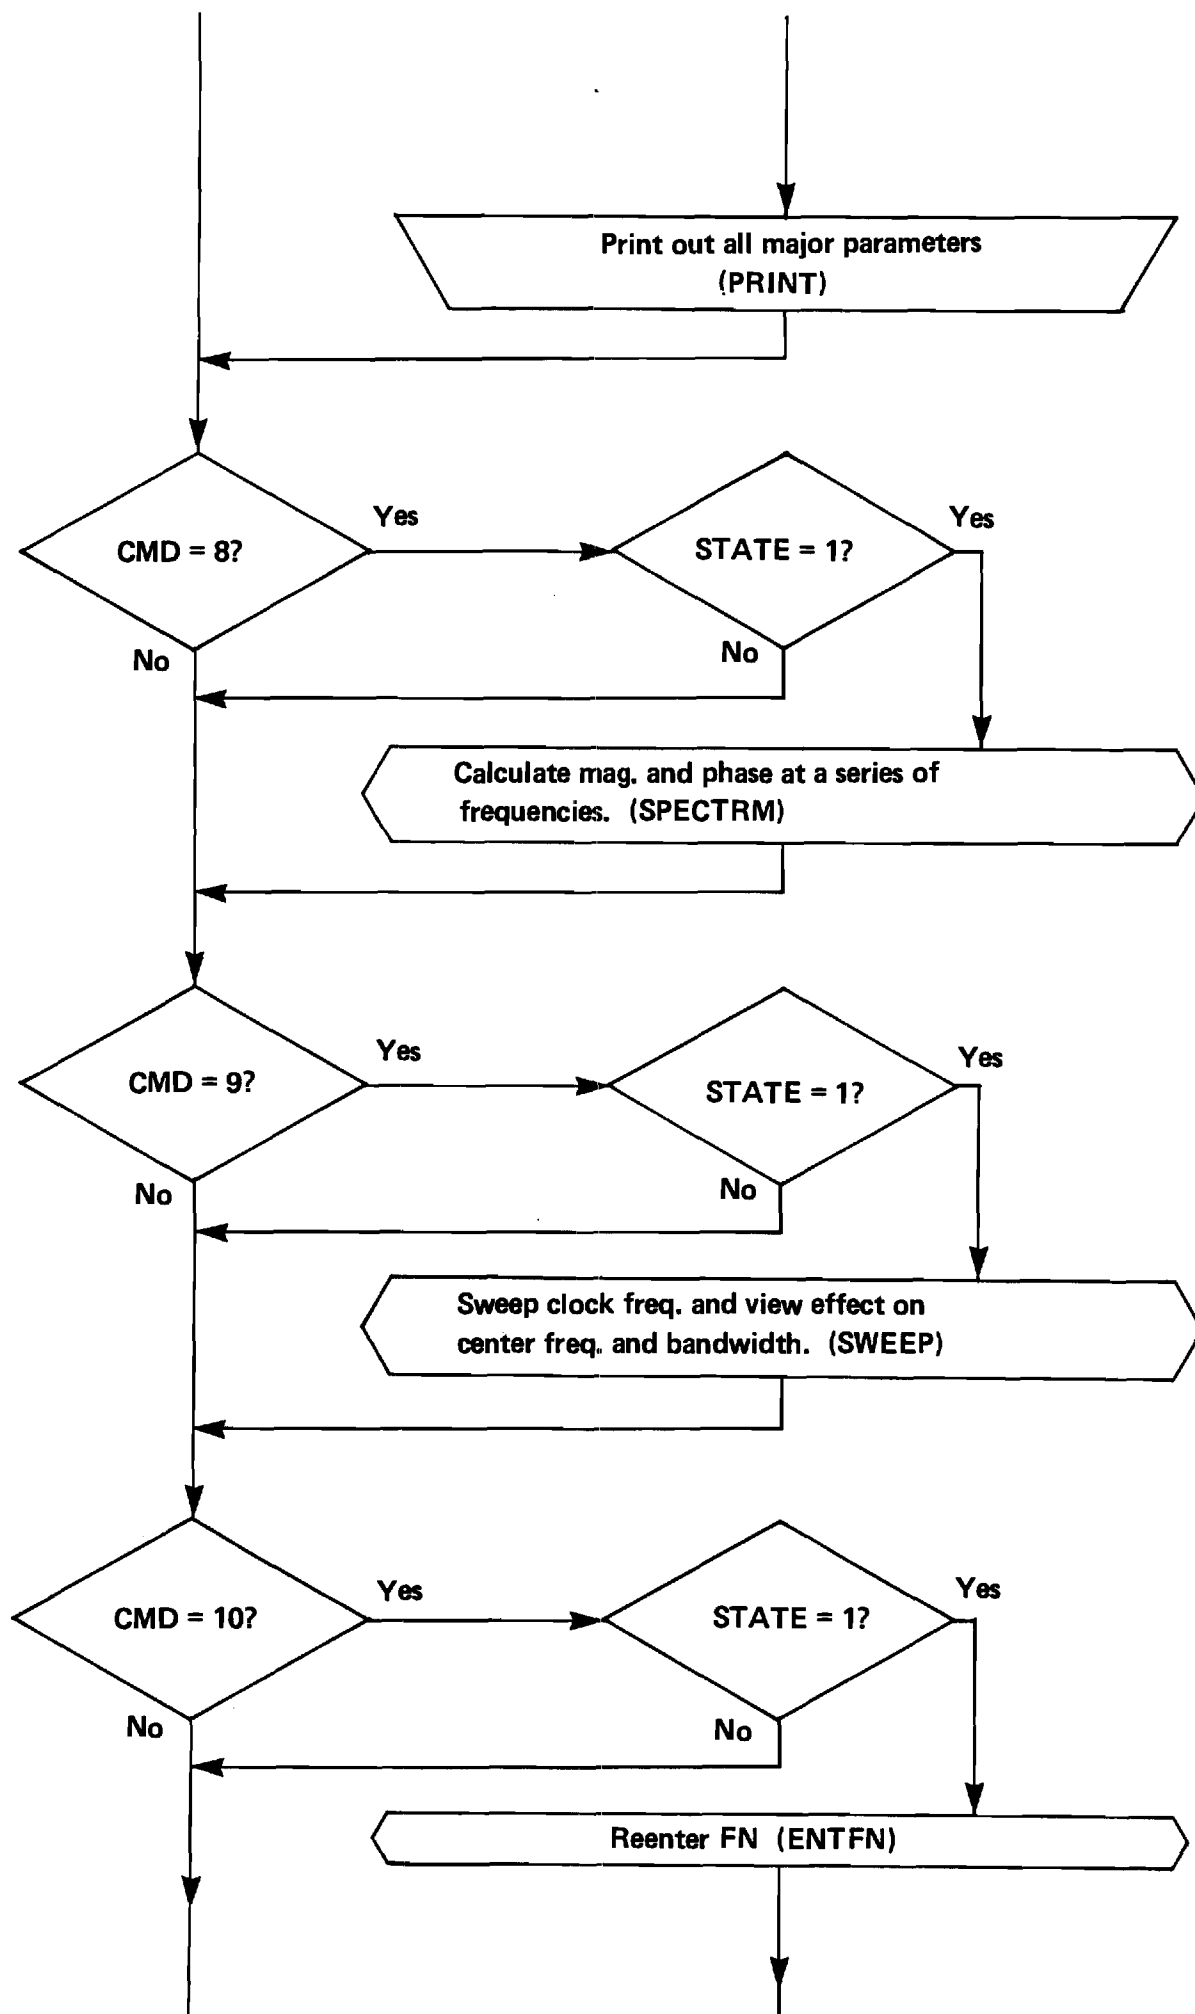 Print out all major parameters
(PRINT)
Yes
Yes
CMD = 8?
STATE = 1?
No
No
Calculate mag. and phase at a series of
frequencies. (SPECTRM)
Yes
Yes
CMD = 9?
STATE = 1?
No
No
Sweep clock freq. and view effect on
center freq. and bandwidth. (SWEEP)
Yes
Yes
CMD = 10?
STATE = 1?
No
No
Reenter FN (ENTFN)